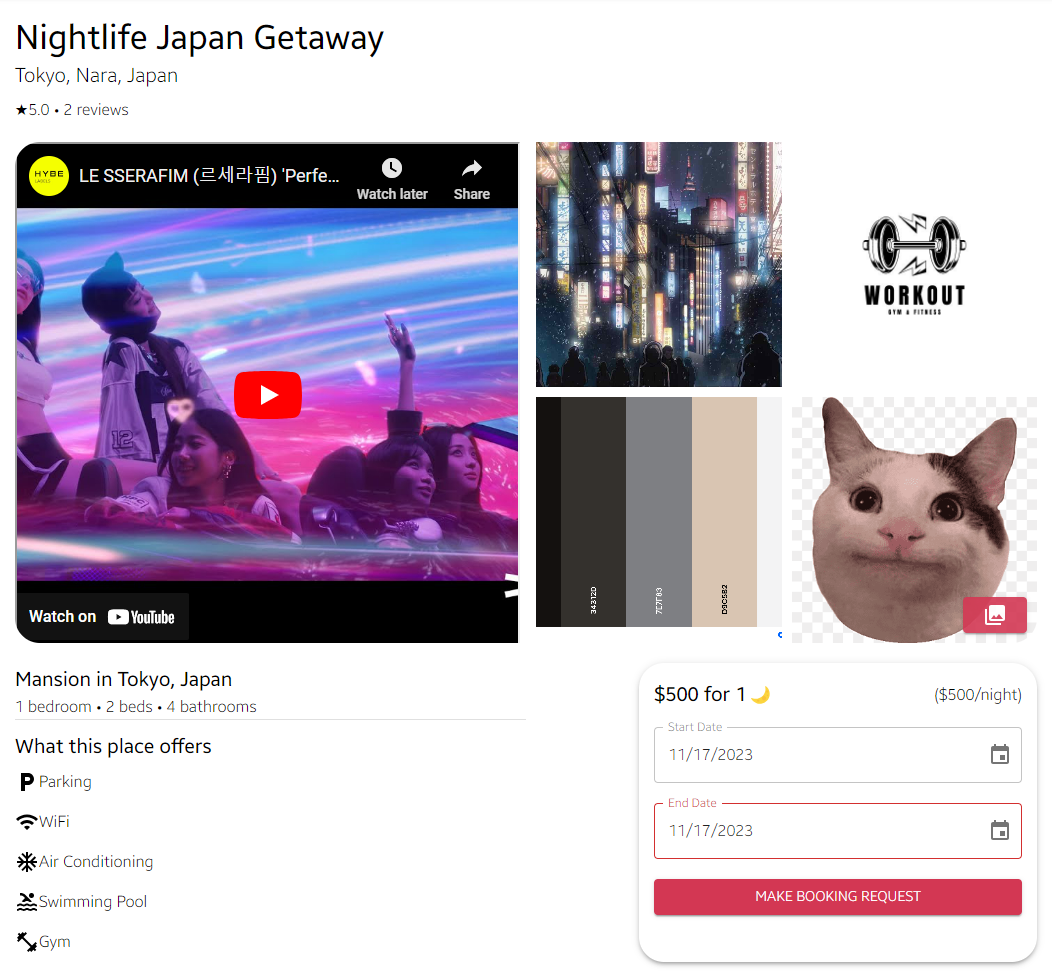 Nightlife Japan Getaway
Tokyo, Nara, Japan
★5.0 • 2 reviews
HYBE
LABELS
LE SSERAFIM (르세라핌) 'Perfe...
Watch later
Share
12
Watch on YouTube
WORKOUT
GYM & FITNESS
34312D
7E7F83
D9C5B2
Mansion in Tokyo, Japan
1 bedroom • 2 beds • 4 bathrooms
What this place offers
P Parking
WiFi
Air Conditioning
Swimming Pool
Gym
$500 for 1 🌙
($500/night)
Start Date
11/17/2023
End Date
11/17/2023
MAKE BOOKING REQUEST